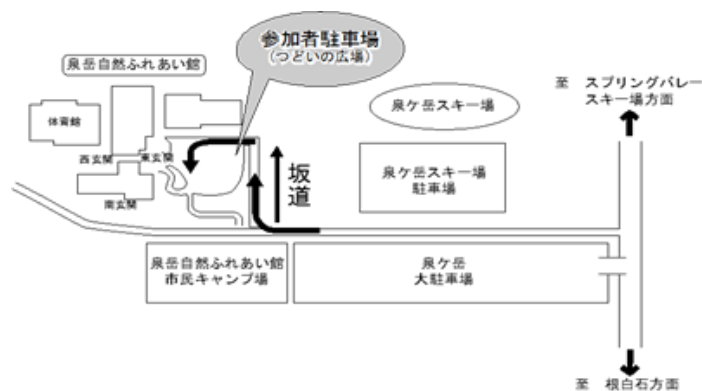 参加者駐車場
(つどいの広場)
泉岳自然ふれあい館
至 スプリングバレー
スキー場方面
泉ケ岳スキー場
体育館
西玄関
東玄関
坂道
泉ケ岳スキー場
駐車場
南玄関
泉岳自然ふれあい館
市民キャンプ場
泉ケ岳
大駐車場
至 根白石方面